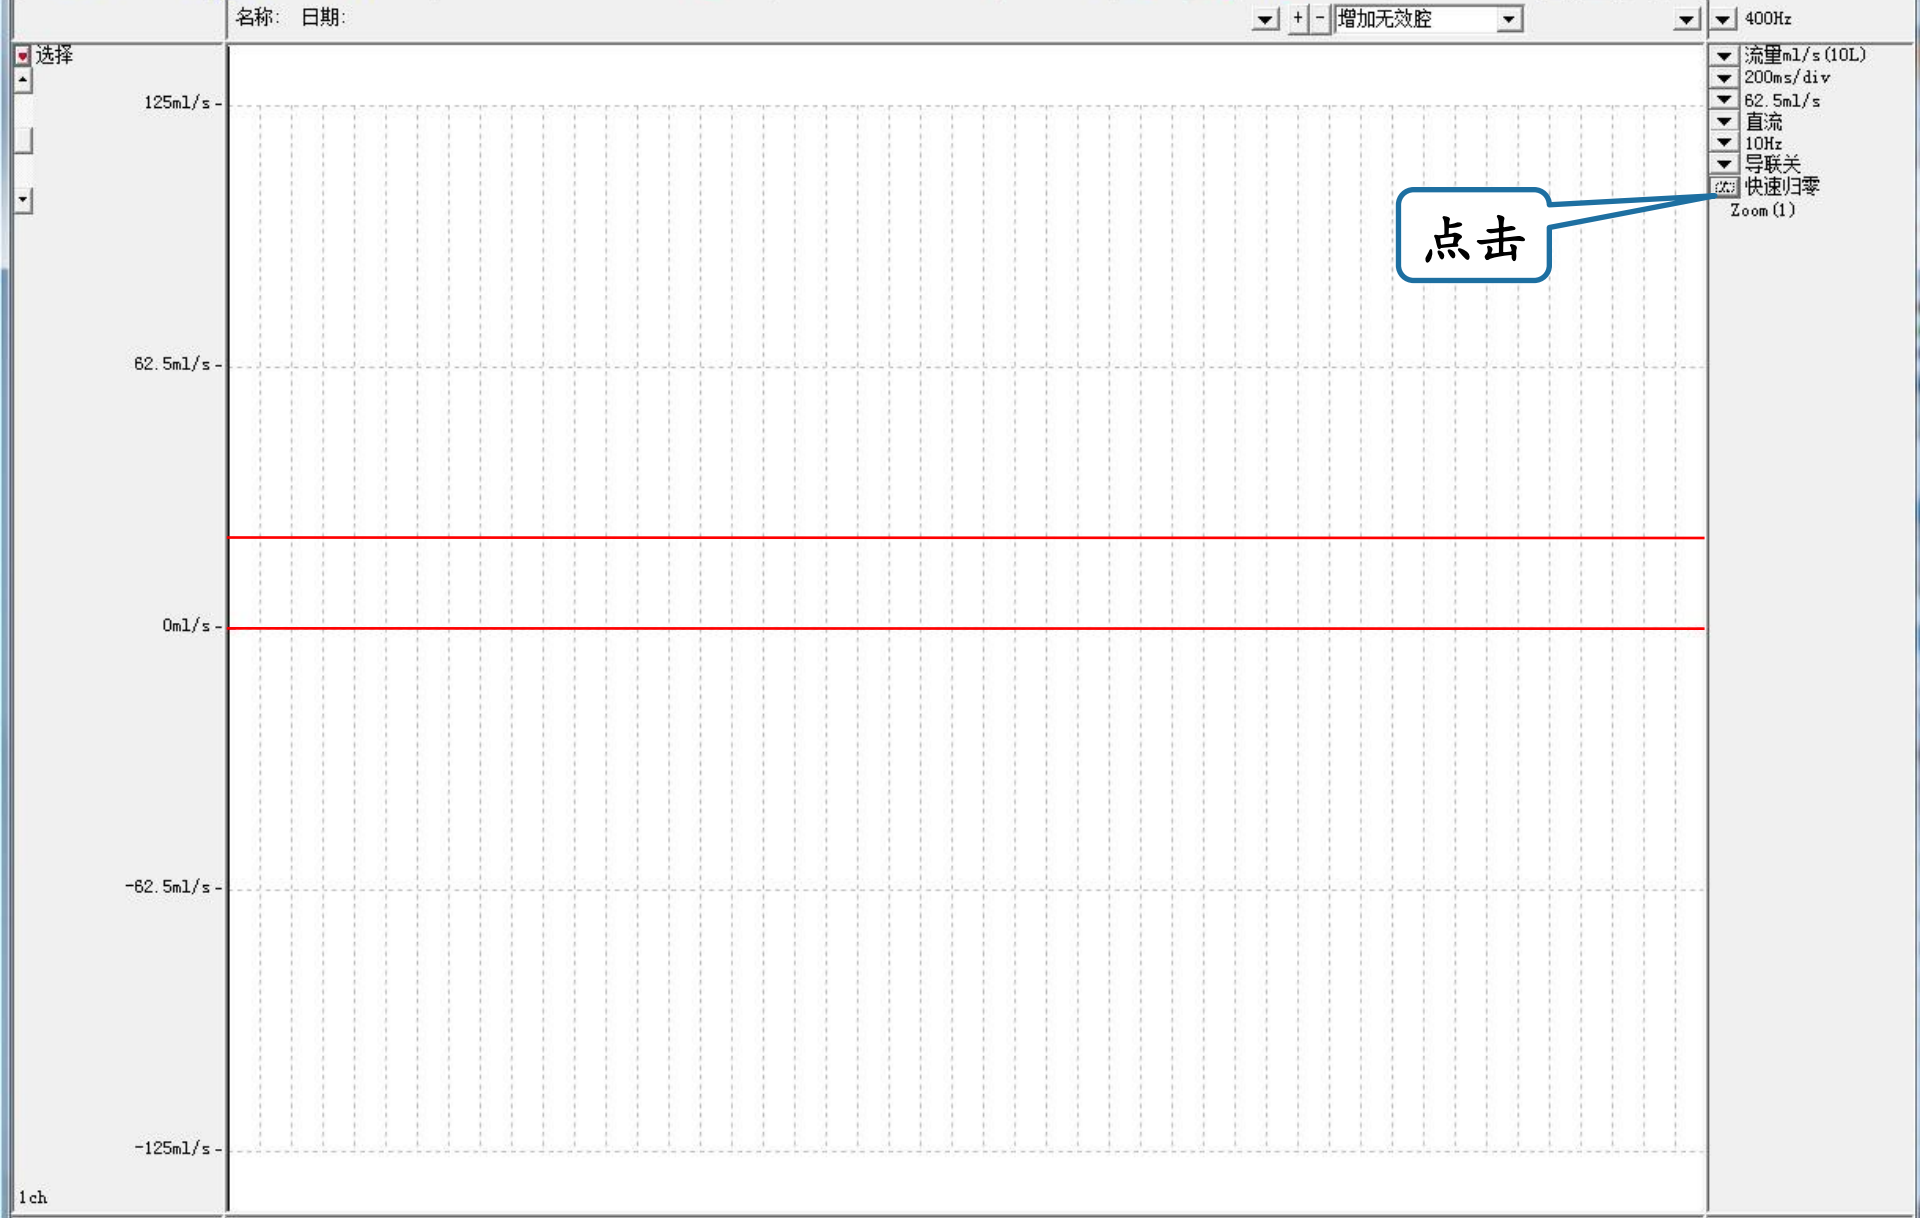 名称: 日期:
+ - 增加无效腔
400Hz
选择
流量ml/s(10L)
200ms/div
62.5ml/s
直流
10Hz
导联关
快速归零
Zoom(1)
点击
125ml/s
62.5ml/s
0ml/s
-62.5ml/s
-125ml/s
1ch